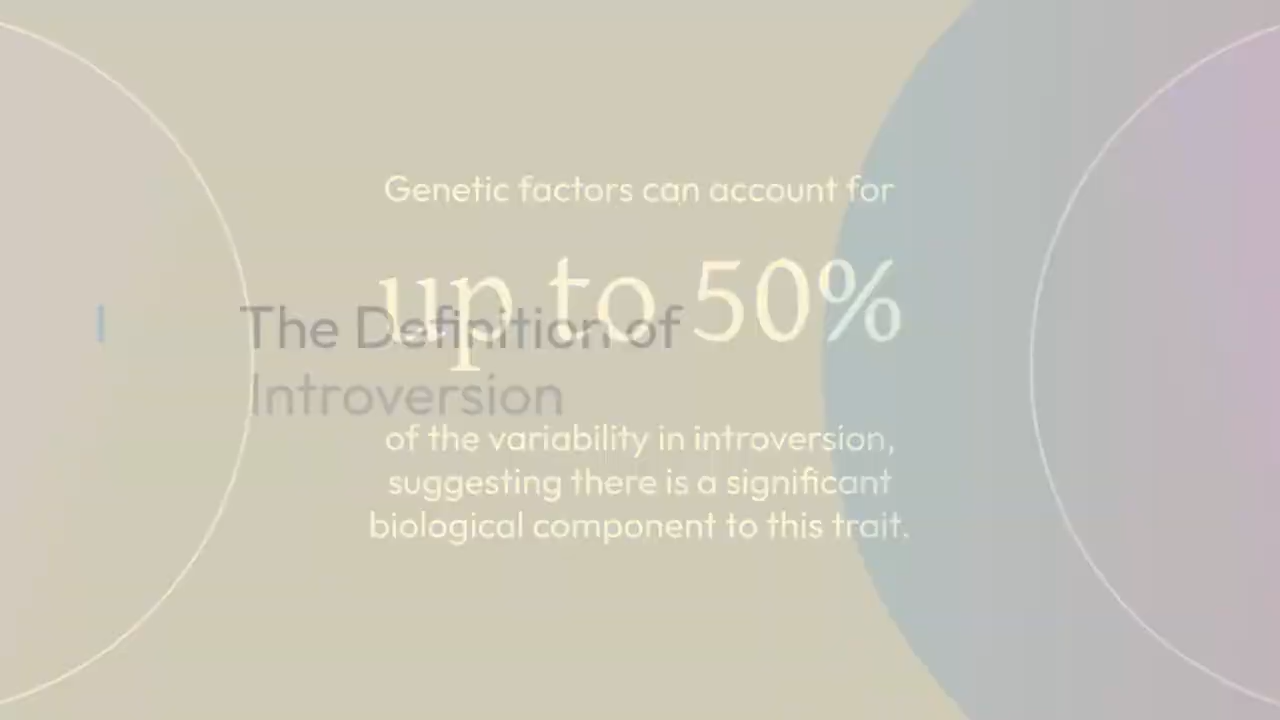 Genetic factors can account for
up to 50%
The Definition of
Introversion
of the variability in introversion,
suggesting there is a significant
biological component to this trait.